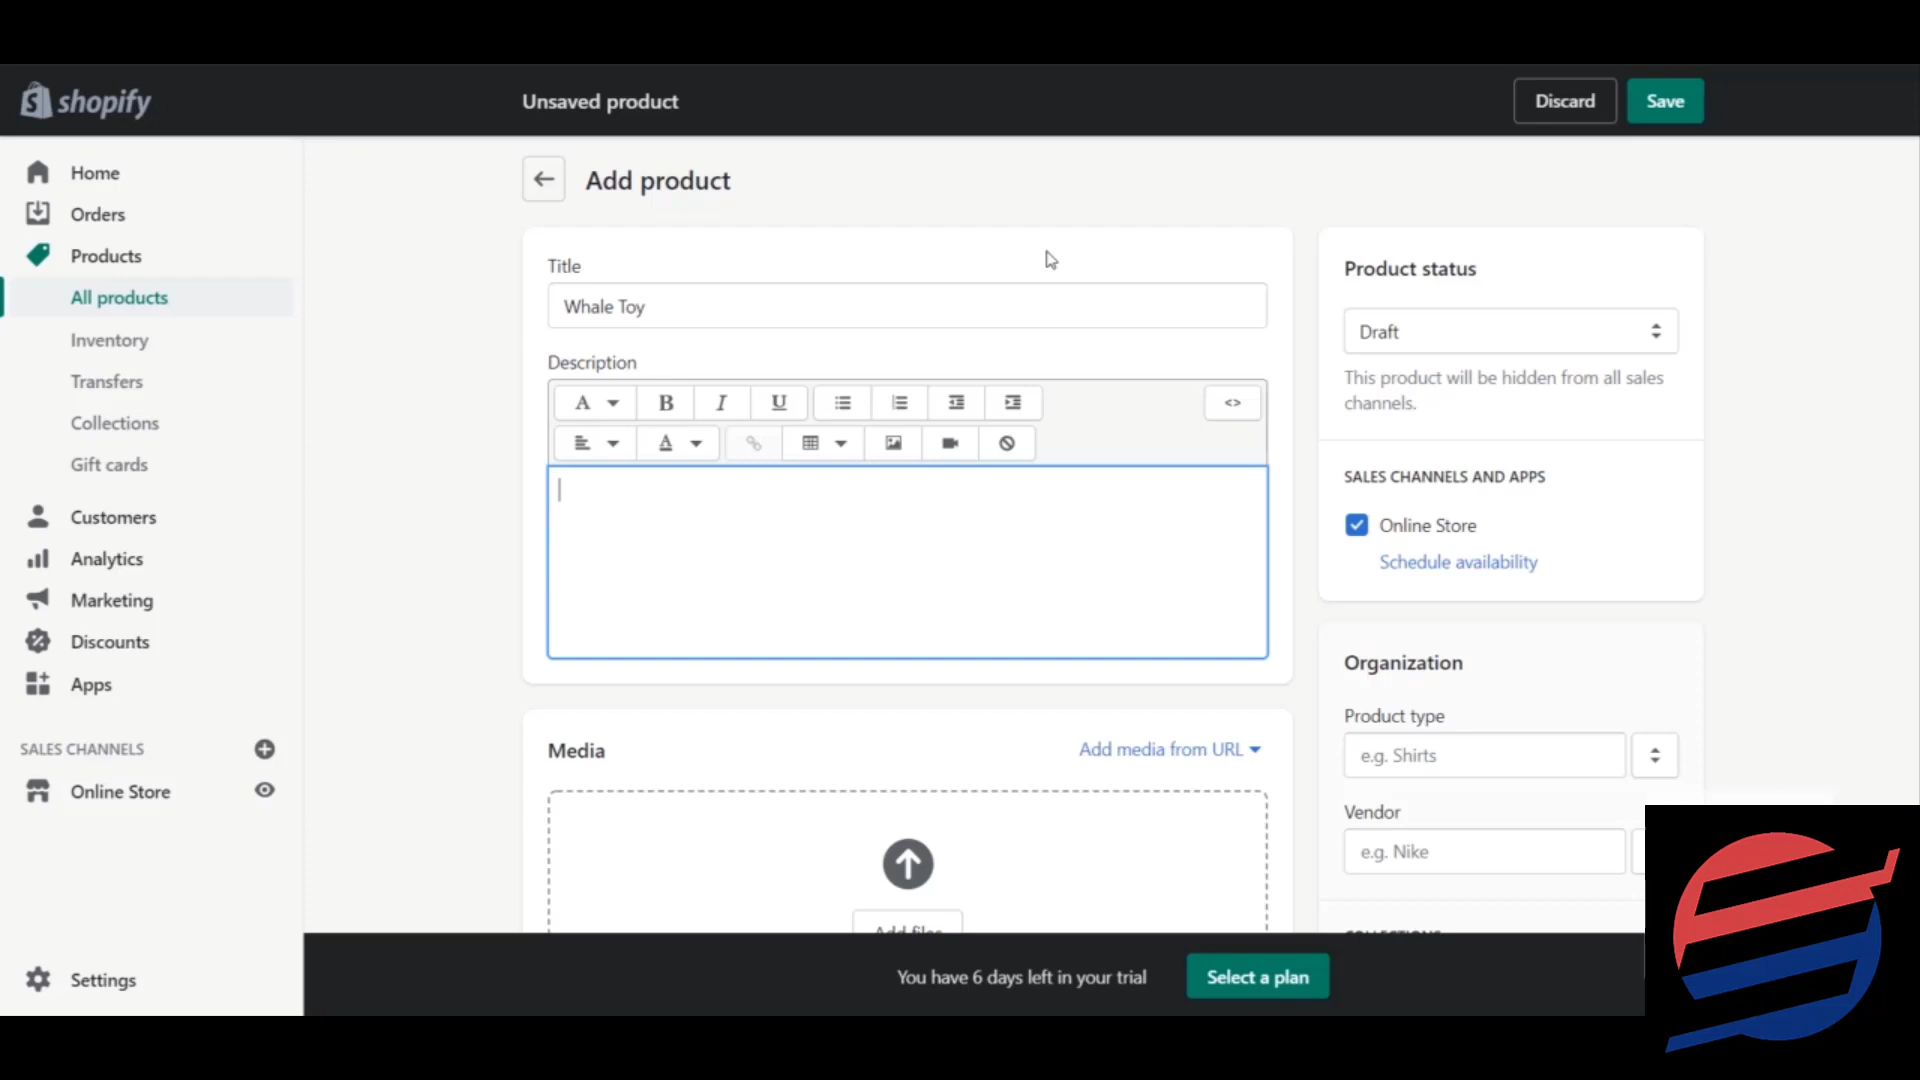 shopify
Unsaved product
Discard
Save
Home
Orders
Products
All products
Inventory
Transfers
Collections
Gift cards
Customers
Analytics
Marketing
Discounts
Apps
SALES CHANNELS
Online Store
Settings
Add product
Title
Whale Toy
Description
A
B
I
U
<>
A
Media
Add media from URL
Add files
Product status
Draft
This product will be hidden from all sales
channels.
SALES CHANNELS AND APPS
Online Store
Schedule availability
Organization
Product type
e.g. Shirts
Vendor
e.g. Nike
You have 6 days left in your trial
Select a plan